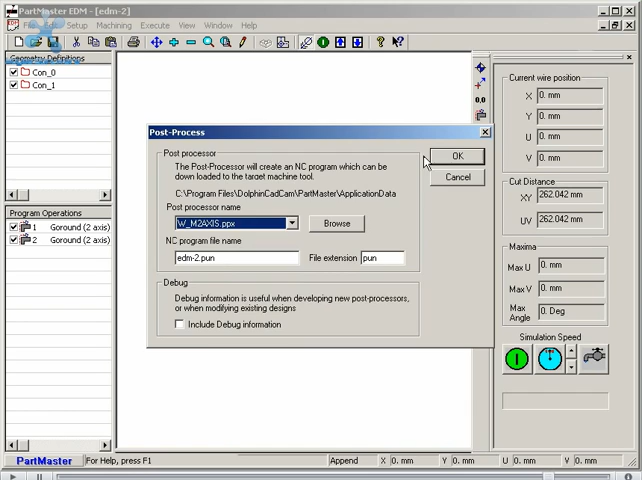 PartMaster EDM - [edm-2]
File Edit Setup Machining Execute View Window Help
Geometry Definitions
Con_0
Con_1
Program Operations
1 Goround (2 axis)
2 Goround (2 axis)
Post-Process
Post processor
The Post-Processor will create an NC program which can be
down loaded to the target machine tool.
C:\Program Files\DolphinCadCam\PartMaster\ApplicationData
Post processor name
W_M2AXIS.ppx
Browse
NC program file name
edm-2.pun
File extension
pun
OK
Cancel
Debug
Debug information is useful when developing new post-processors,
or when modifying existing designs
Include Debug information
0,0
Current wire position
X 0. mm
Y 0. mm
U 0. mm
V 0. mm
Cut Distance
XY 262.042 mm
UV 262.042 mm
Maxima
Max U 0. mm
Max V 0. mm
Max
Angle 0. Deg
Simulation Speed
PartMaster
For Help, press F1
Append
X 0. mm
Y 0. mm
U 0. mm
V 0. mm